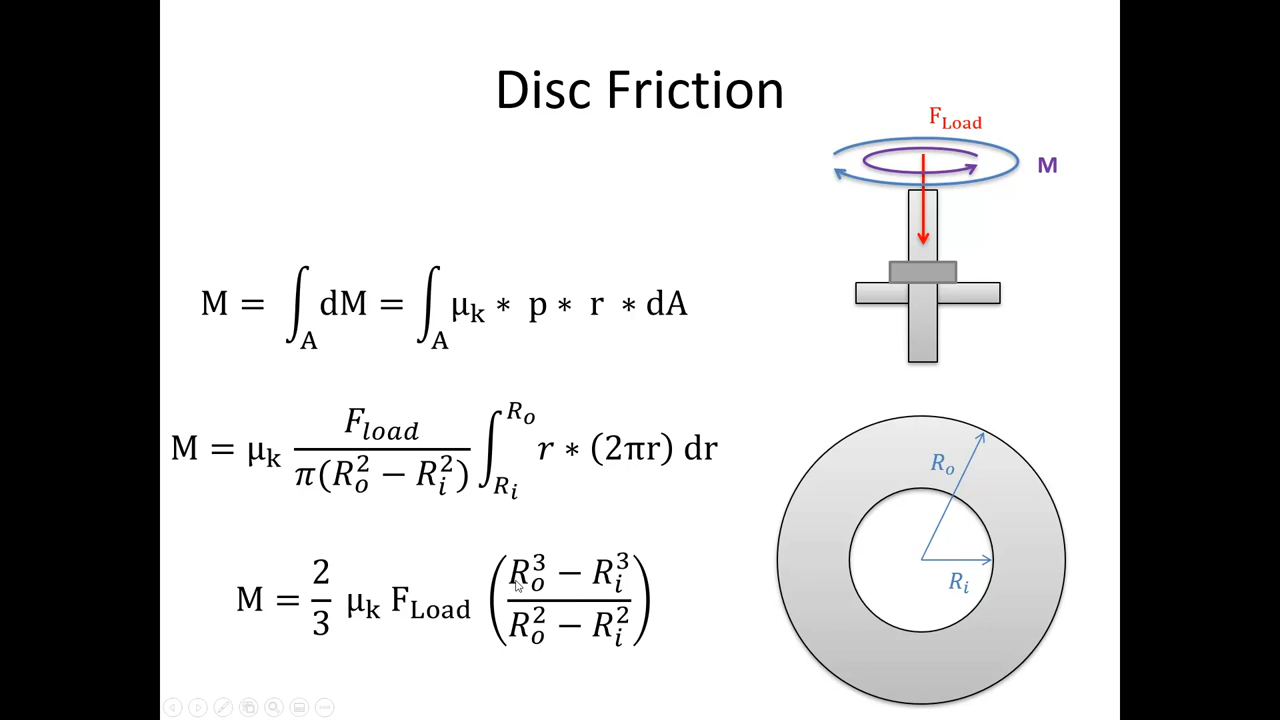 Disc Friction
F_Load
M
M = ∫_A dM = ∫_A μ_k * p * r * dA
M = μ_k F_load / π(R_o^2 − R_i^2) ∫_{R_i}^{R_o} r * (2πr) dr
M = 2/3 μ_k F_Load ((R_o^3 − R_i^3) / (R_o^2 − R_i^2))
R_o
R_i